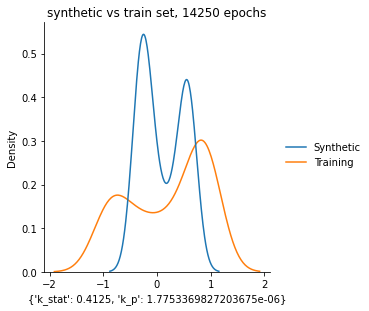 synthetic vs train set, 14250 epochs
Density
0.5
0.4
0.3
0.2
0.1
0.0
−2 −1 0 1 2
Synthetic
Training
{'k_stat': 0.4125, 'k_p': 1.7753369827203675e-06}